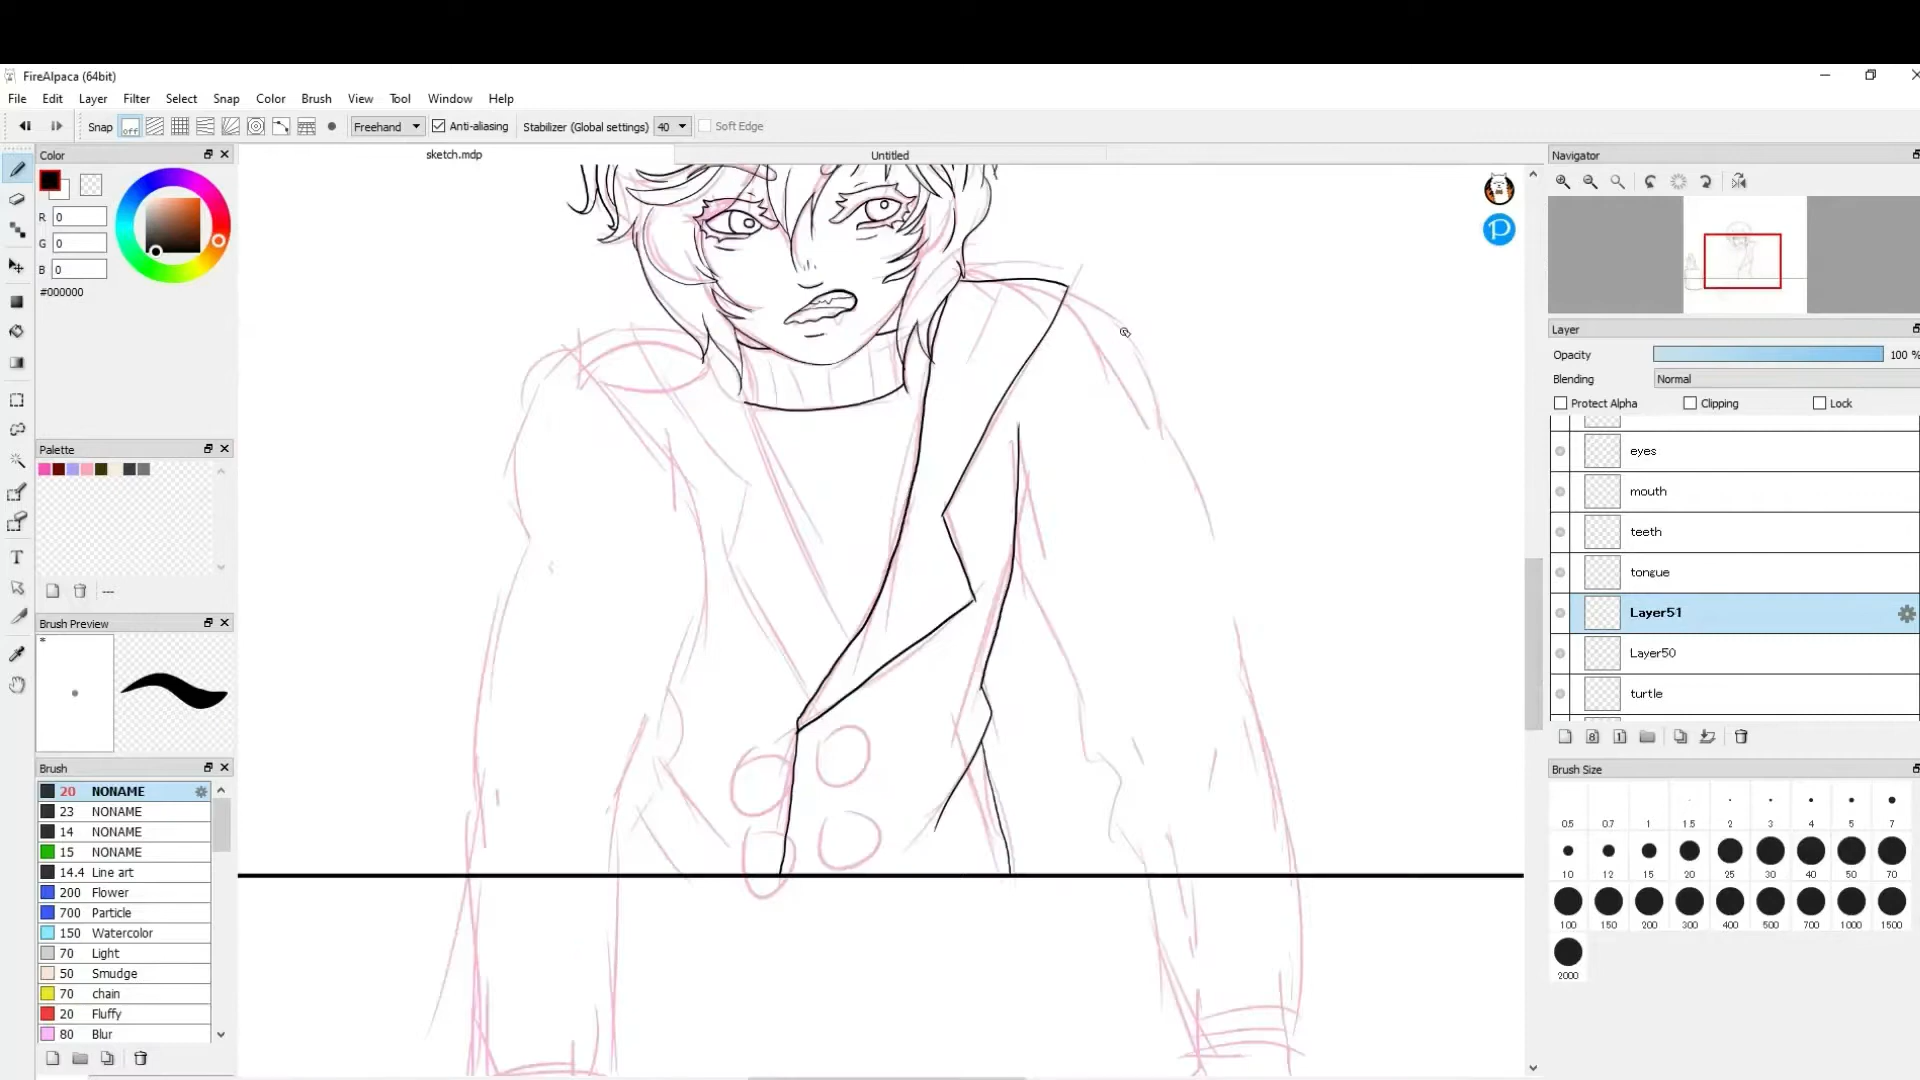 FireAlpaca (64bit)
File Edit Layer Filter Select Snap Color Brush View Tool Window Help
Snap off Freehand Anti-aliasing Stabilizer (Global settings) 40 Soft Edge
Color
sketch.mdp
Untitled
R 0
G 0
B 0
#000000
Palette
---
Brush Preview
*
Brush
20 NONAME
23 NONAME
14 NONAME
15 NONAME
14.4 Line art
200 Flower
700 Particle
150 Watercolor
70 Light
50 Smudge
70 chain
20 Fluffy
80 Blur
P
Navigator
Layer
Opacity 100 %
Blending Normal
Protect Alpha Clipping Lock
eyes
mouth
teeth
tongue
Layer51
Layer50
turtle
8 1
Brush Size
0.5 0.7 1 1.5 2 3 4 5 7
10 12 15 20 25 30 40 50 70
100 150 200 300 400 500 700 1000 1500
2000